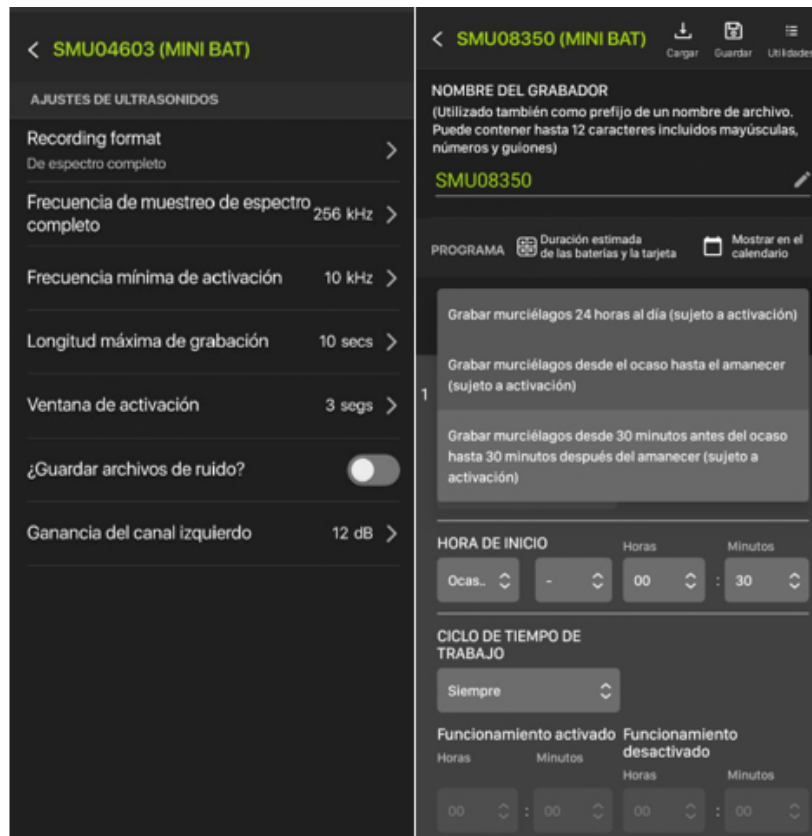 SMU04603 (MINI BAT)
AJUSTES DE ULTRASONIDOS
Recording format
De espectro completo
Frecuencia de muestreo de espectro
completo
256 kHz
Frecuencia mínima de activación
10 kHz
Longitud máxima de grabación
10 secs
Ventana de activación
3 segs
¿Guardar archivos de ruido?
Ganancia del canal izquierdo
12 dB
SMU08350 (MINI BAT)
Cargar
Guardar
Utilidades
NOMBRE DEL GRABADOR
(Utilizado también como prefijo de un nombre de archivo.
Puede contener hasta 12 caracteres incluidos mayúsculas,
números y guiones)
SMU08350
PROGRAMA
Duración estimada
de las baterías y la tarjeta
Mostrar en el
calendario
1
Grabar murciélagos 24 horas al día (sujeto a activación)
Grabar murciélagos desde el ocaso hasta el amanecer
(sujeto a activación)
Grabar murciélagos desde 30 minutos antes del ocaso
hasta 30 minutos después del amanecer (sujeto a
activación)
HORA DE INICIO
Horas
Minutos
Ocas.. - 00 : 30
CICLO DE TIEMPO DE
TRABAJO
Siempre
Funcionamiento activado
Horas
Minutos
Funcionamiento
desactivado
Horas
Minutos
00 : 00
00 : 00